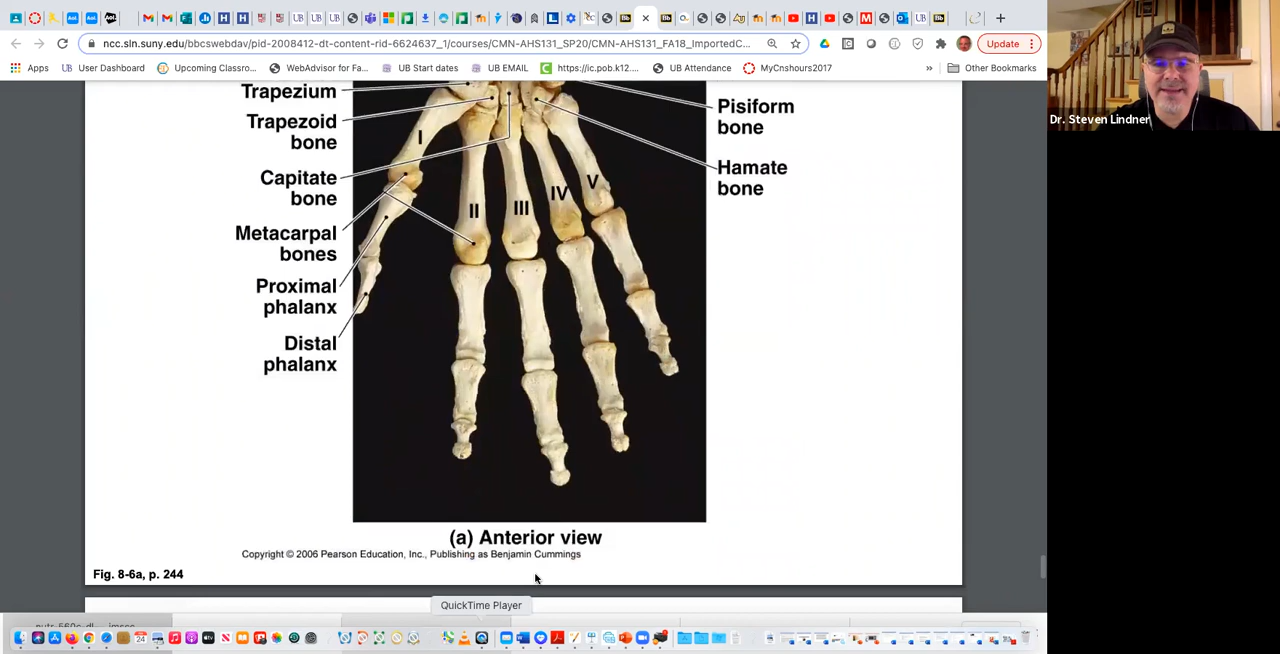 ncc.sln.suny.edu/bbcswebdav/pid-2008412-dt-content-rid-6624637_1/courses/CMN-AHS131_SP20/CMN-AHS131_FA18_ImportedC...
Update
Apps
UB User Dashboard
Upcoming Classro...
WebAdvisor for Fa...
UB Start dates
UB EMAIL
https://ic.pob.k12....
UB Attendance
MyCnshours2017
»
Other Bookmarks
Dr. Steven Lindner
Trapezium
Trapezoid
bone
Capitate
bone
Metacarpal
bones
Proximal
phalanx
Distal
phalanx
Pisiform
bone
Hamate
bone
I
II
III
IV
V
(a) Anterior view
Copyright © 2006 Pearson Education, Inc., Publishing as Benjamin Cummings
Fig. 8-6a, p. 244
QuickTime Player